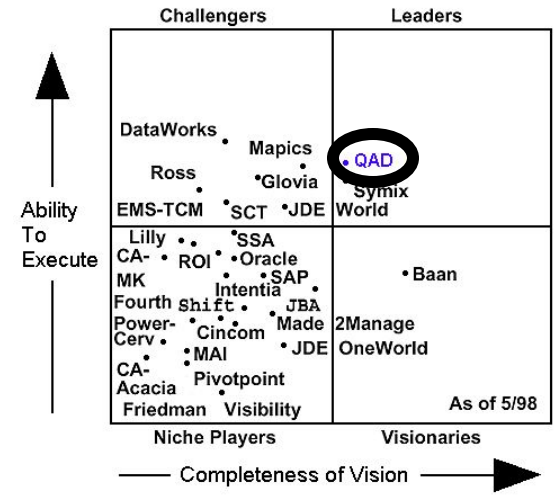 Challengers
Leaders
DataWorks
Mapics
QAD
Ross
Glovia
Symix
EMS-TCM
SCT
JDE
World
Ability
To
Execute
Lilly
SSA
CA-
MK
ROI
Oracle
SAP
Baan
Intentia
Fourth
Shift
JBA
Power-
Cerv
Cincom
Made
2Manage
MAI
JDE
OneWorld
CA-
Acacia
Pivotpoint
Friedman
Visibility
As of 5/98
Niche Players
Visionaries
Completeness of Vision